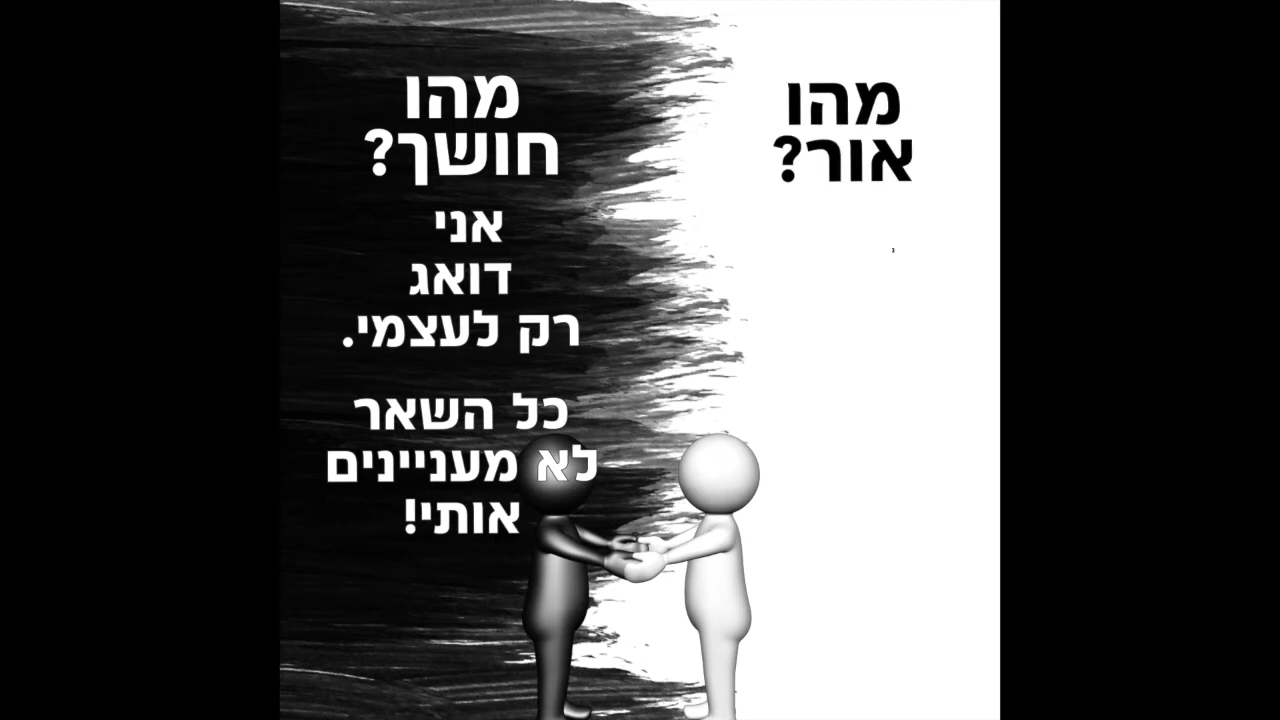 מהו
אור?
מהו
חושך?
אני
דואג
רק לעצמי.
כל השאר
לא מעניינים
אותי!